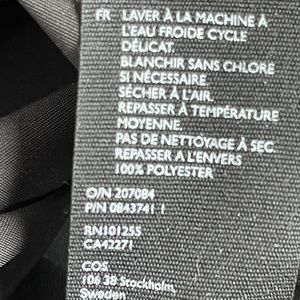 FR LAVER À LA MACHINE À
L'EAU FROIDE CYCLE
DÉLICAT.
BLANCHIR SANS CHLORE
SI NÉCESSAIRE
SÉCHER À L'AIR.
REPASSER À TEMPÉRATURE
MOYENNE.
PAS DE NETTOYAGE À SEC.
REPASSER A L'ENVERS
100% POLYESTER
O/N 207084
P/N 0843741 1
RN101255
CA42271
COS
106 38 Stockholm,
Sweden